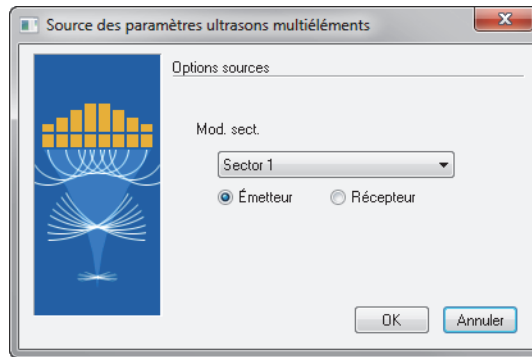 Source des paramètres ultrasons multiéléments
Options sources
Mod. sect.
Sector 1
Émetteur Récepteur
OK Annuler